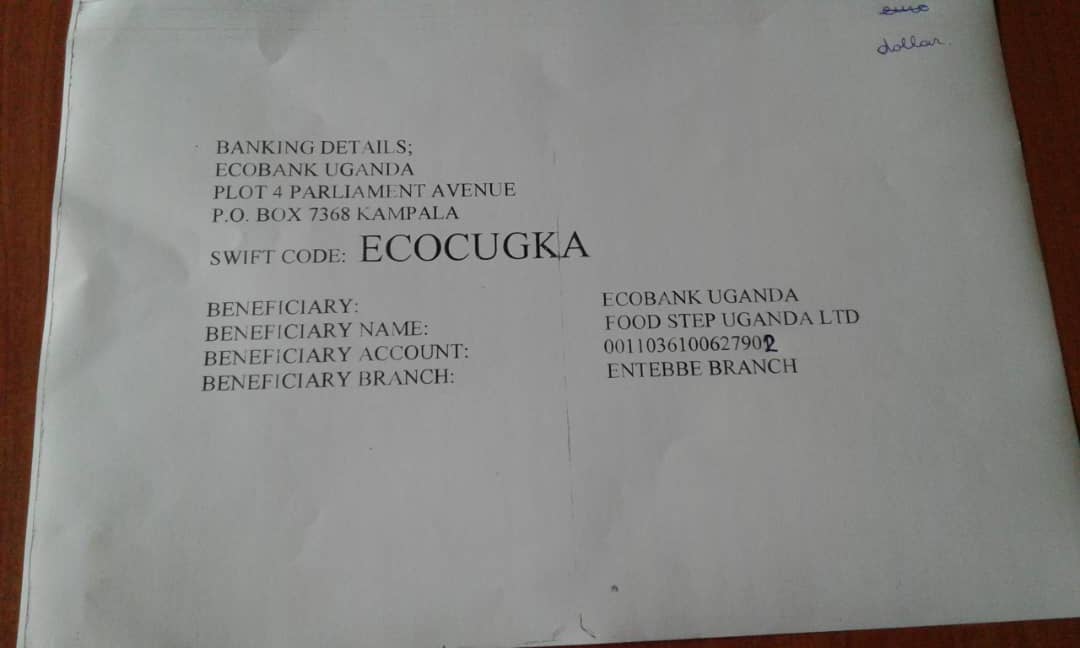 euro
dollar.
BANKING DETAILS;
ECOBANK UGANDA
PLOT 4 PARLIAMENT AVENUE
P.O. BOX 7368 KAMPALA
SWIFT CODE: ECOCUGKA
BENEFICIARY: ECOBANK UGANDA
BENEFICIARY NAME: FOOD STEP UGANDA LTD
BENEFICIARY ACCOUNT: 0011036100627902
BENEFICIARY BRANCH: ENTEBBE BRANCH